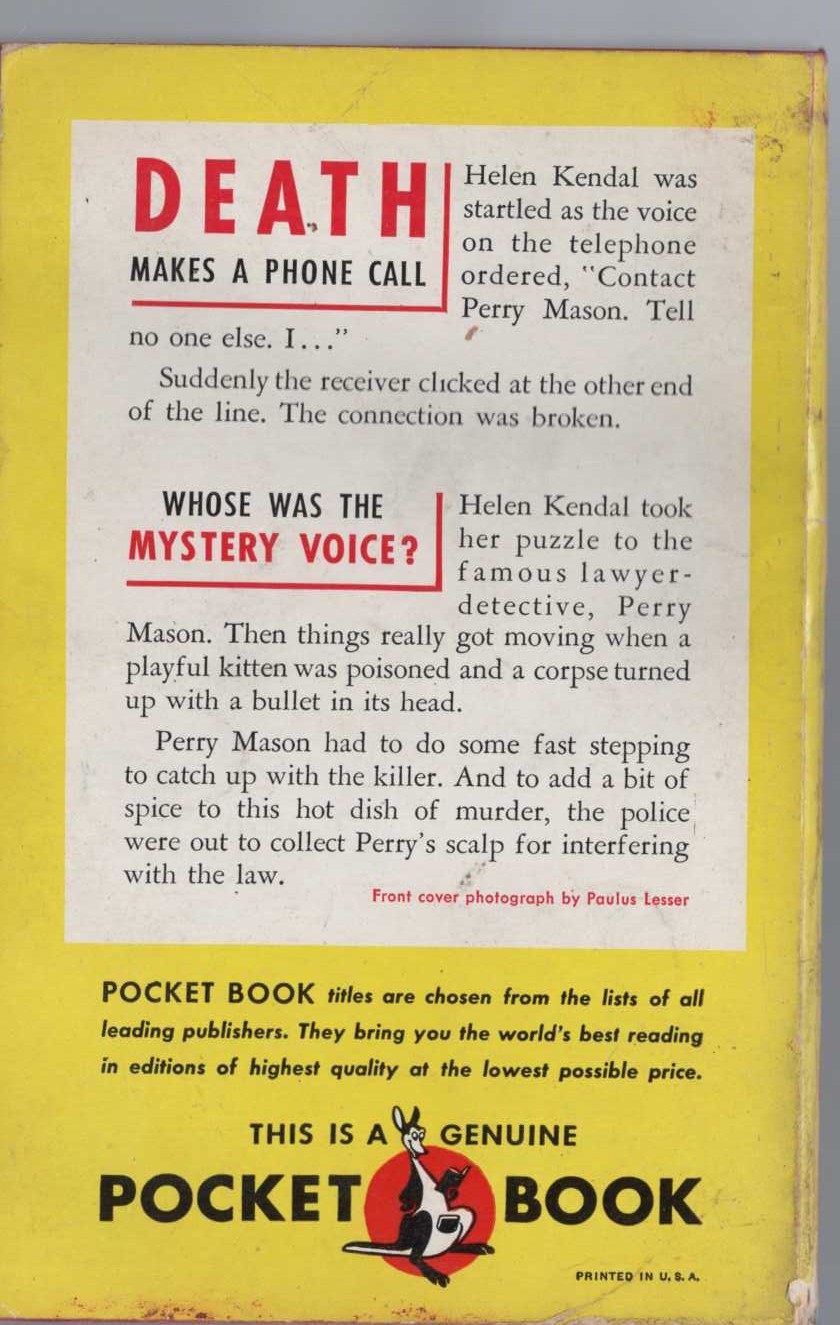 DEATH
MAKES A PHONE CALL
Helen Kendal was
startled as the voice
on the telephone
ordered, "Contact
Perry Mason. Tell
no one else. I..."
Suddenly the receiver clicked at the other end
of the line. The connection was broken.
WHOSE WAS THE
MYSTERY VOICE?
Helen Kendal took
her puzzle to the
famous lawyer-
detective, Perry
Mason. Then things really got moving when a
playful kitten was poisoned and a corpse turned
up with a bullet in its head.
Perry Mason had to do some fast stepping
to catch up with the killer. And to add a bit of
spice to this hot dish of murder, the police
were out to collect Perry's scalp for interfering
with the law.
Front cover photograph by Paulus Lesser
POCKET BOOK titles are chosen from the lists of all
leading publishers. They bring you the world's best reading
in editions of highest quality at the lowest possible price.
THIS IS A GENUINE
POCKET BOOK
PRINTED IN U.S.A.